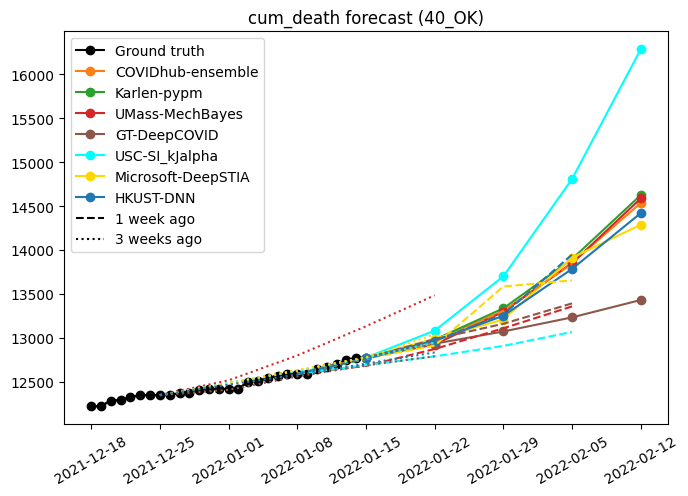 cum_death forecast (40_OK)
Ground truth
COVIDhub-ensemble
Karlen-pypm
UMass-MechBayes
GT-DeepCOVID
USC-SI_kJalpha
Microsoft-DeepSTIA
HKUST-DNN
1 week ago
3 weeks ago
16000
15500
15000
14500
14000
13500
13000
12500
2021-12-18
2021-12-25
2022-01-01
2022-01-08
2022-01-15
2022-01-22
2022-01-29
2022-02-05
2022-02-12